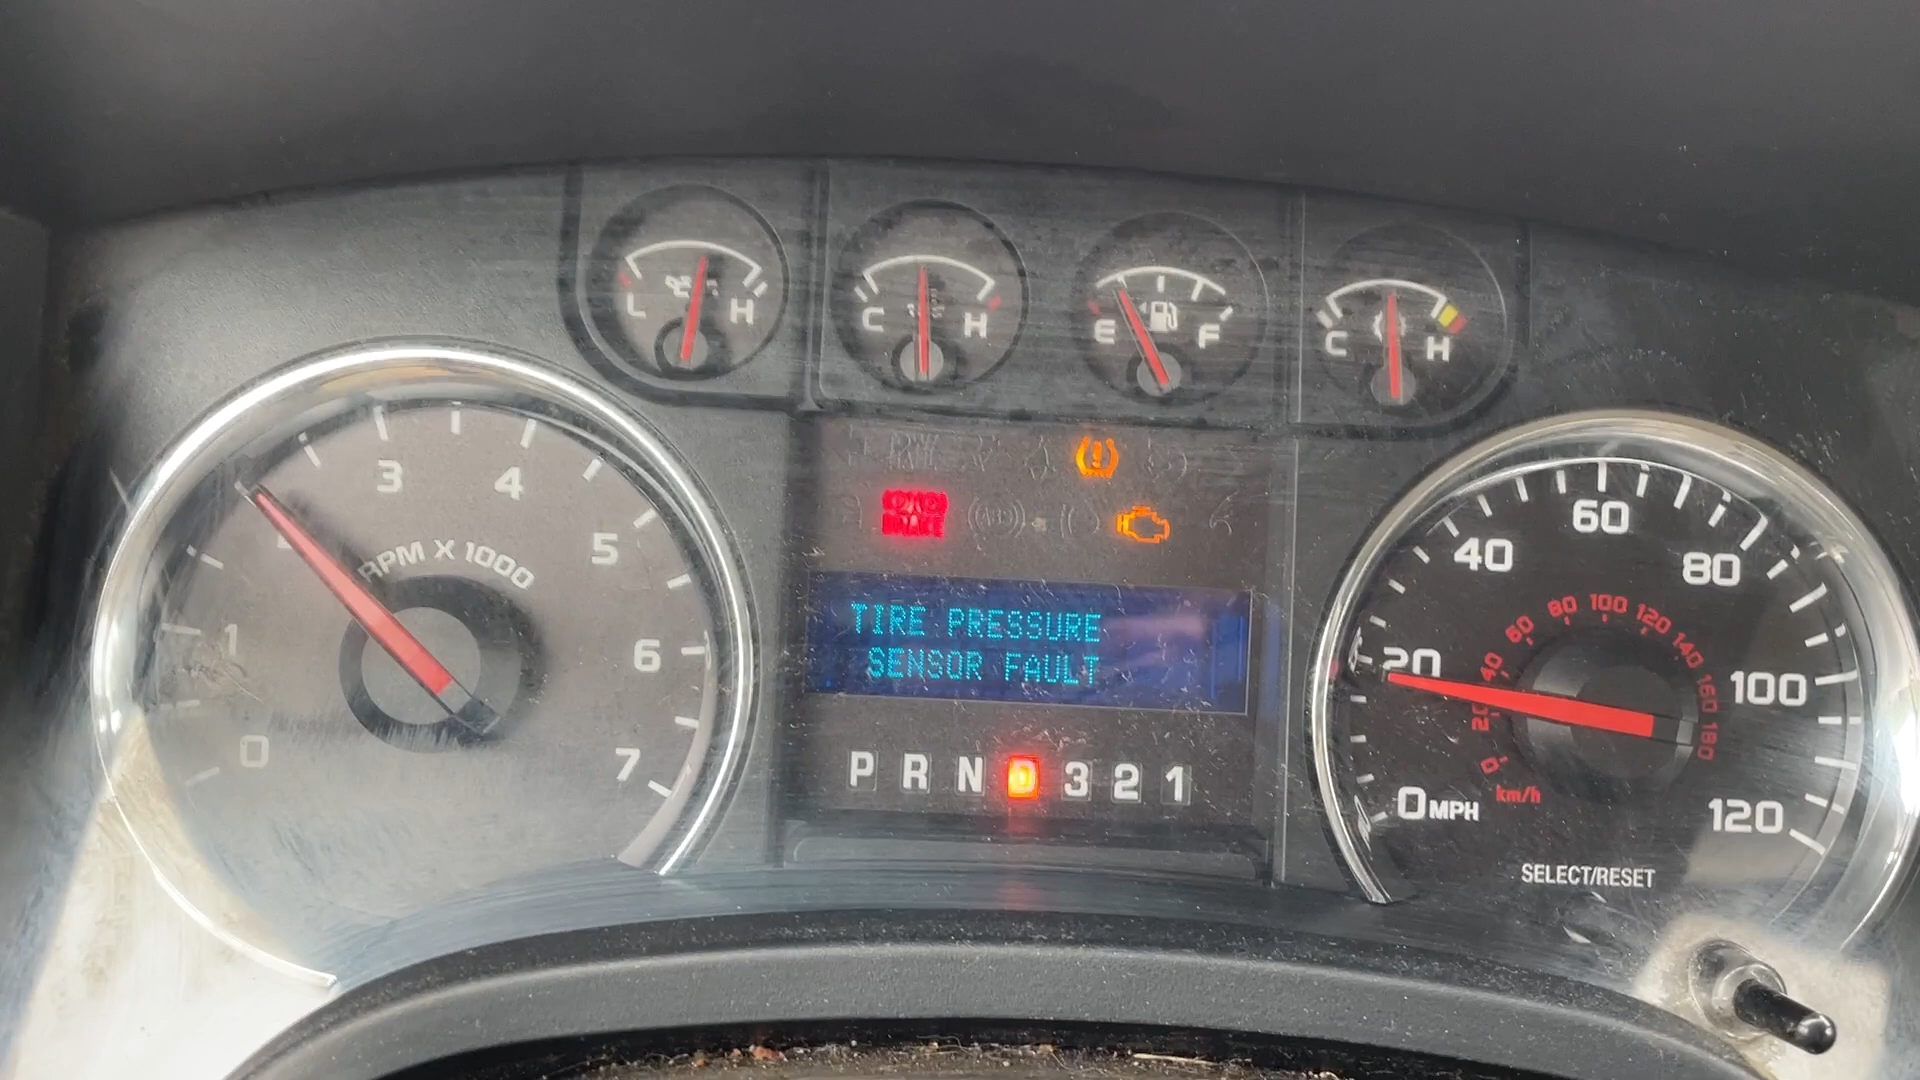 L H
C H
E F
C H
3
4
5
6
7
1
0
RPM X 1000
BRAKE
ABS
TIRE PRESSURE
SENSOR FAULT
P R N D 3 2 1
0 MPH
20
40
60
80
100
120
0
20
40
60
80
100
120
140
160
180
km/h
SELECT/RESET